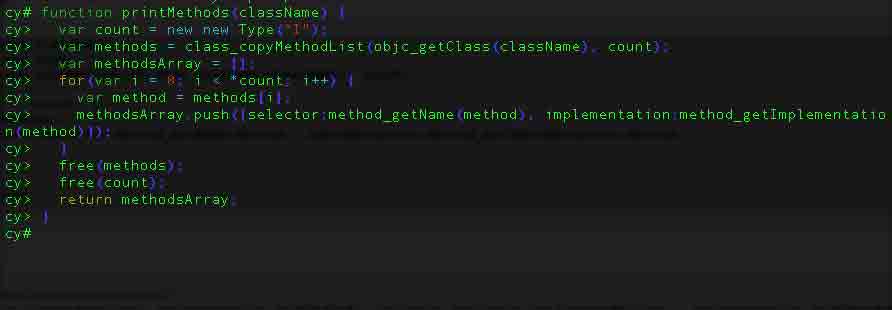 cy# function printMethods(className) {
cy>   var count = new new Type("I");
cy>   var methods = class_copyMethodList(objc_getClass(className), count);
cy>   var methodsArray = [];
cy>   for(var i = 0; i < *count; i++) {
cy>     var method = methods[i];
cy>     methodsArray.push({selector:method_getName(method), implementation:method_getImplementatio
n(method)});
cy>   }
cy>   free(methods);
cy>   free(count);
cy>   return methodsArray;
cy> }
cy#